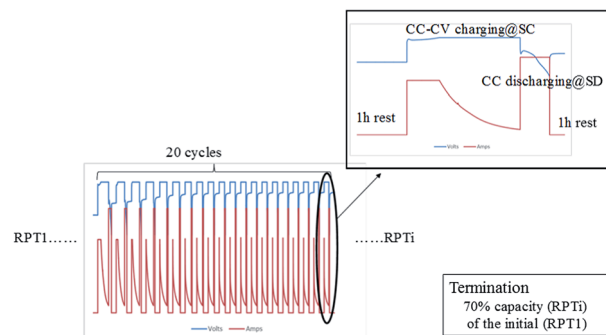 CC-CV charging@SC
CC discharging@SD
1h rest
1h rest
Volts
Amps
20 cycles
RPT1……
……RPTi
Volts
Amps
Termination
70% capacity (RPTi)
of the initial (RPT1)